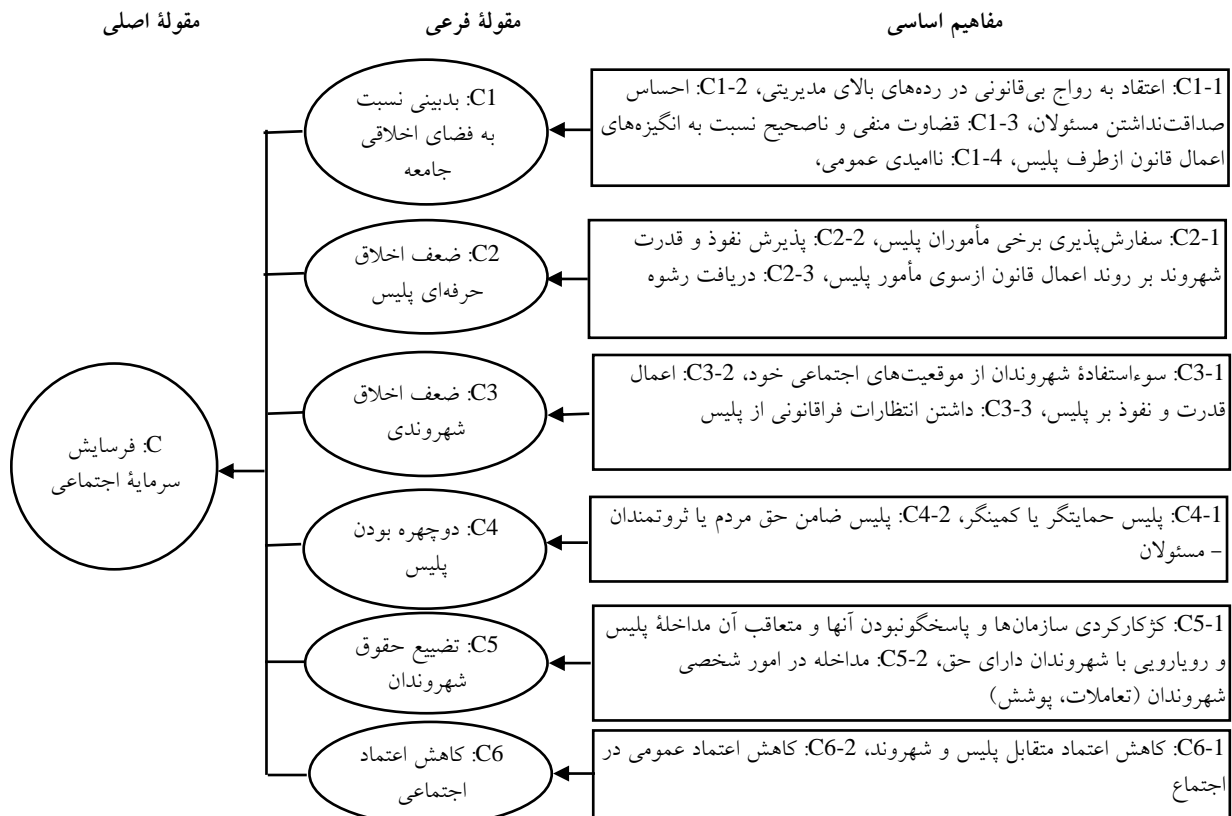 مفاهیم اساسی
مقولهٔ فرعی
مقولهٔ اصلی
C1-1: اعتقاد به رواج بی‌قانونی در رده‌های بالای مدیریتی، C1-2: احساس
صداقت‌نداشتن مسئولان، C1-3: قضاوت منفی و ناصحیح نسبت به انگیزه‌های
اعمال قانون ازطرف پلیس، C1-4: ناامیدی عمومی،
C1: بدبینی نسبت
به فضای اخلاقی
جامعه
C2-1: سفارش‌پذیری برخی مأموران پلیس، C2-2: پذیرش نفوذ و قدرت
شهروند بر روند اعمال قانون ازسوی مأمور پلیس، C2-3: دریافت رشوه
C2: ضعف اخلاق
حرفه‌ای پلیس
C3-1: سوءاستفادهٔ شهروندان از موقعیت‌های اجتماعی خود، C3-2: اعمال
قدرت و نفوذ بر پلیس، C3-3: داشتن انتظارات فراقانونی از پلیس
C3: ضعف اخلاق
شهروندی
C4-1: پلیس حمایتگر یا کمینگر، C4-2: پلیس ضامن حق مردم یا ثروتمندان
– مسئولان
C4: دوچهره بودن
پلیس
C5-1: کژکارکردی سازمان‌ها و پاسخگونبودن آنها و متعاقب آن مداخلهٔ پلیس
و رویارویی با شهروندان دارای حق، C5-2: مداخله در امور شخصی
شهروندان (تعاملات، پوشش)
C5: تضییع حقوق
شهروندان
C6-1: کاهش اعتماد متقابل پلیس و شهروند، C6-2: کاهش اعتماد عمومی در
اجتماع
C6: کاهش اعتماد
اجتماعی
C: فرسایش
سرمایهٔ اجتماعی